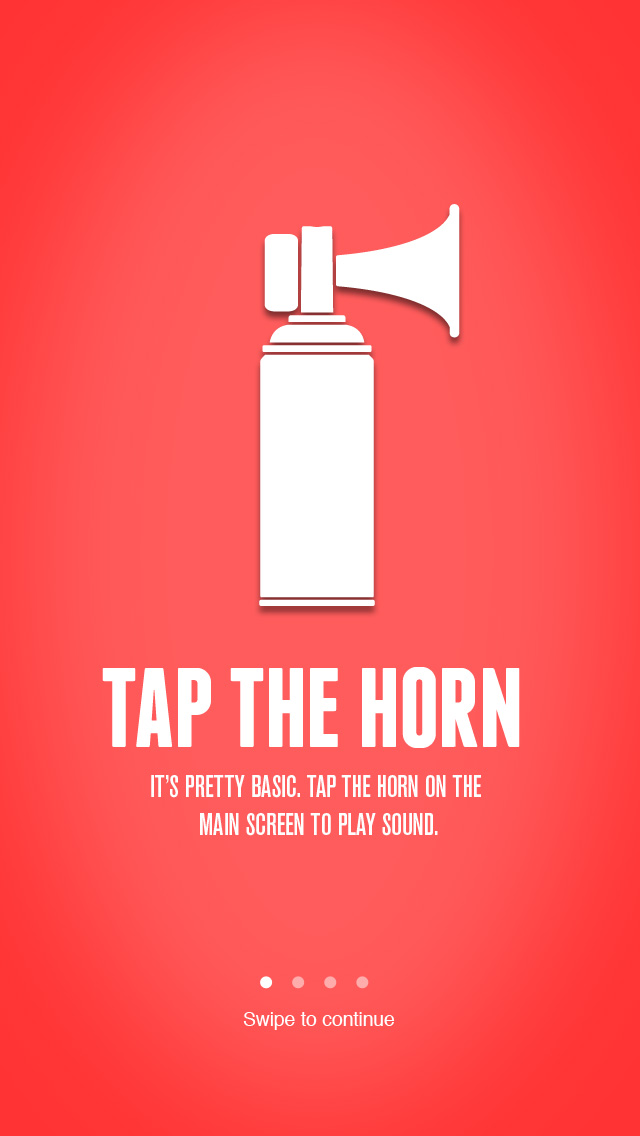 TAP THE HORN
IT'S PRETTY BASIC. TAP THE HORN ON THE
MAIN SCREEN TO PLAY SOUND.
Swipe to continue